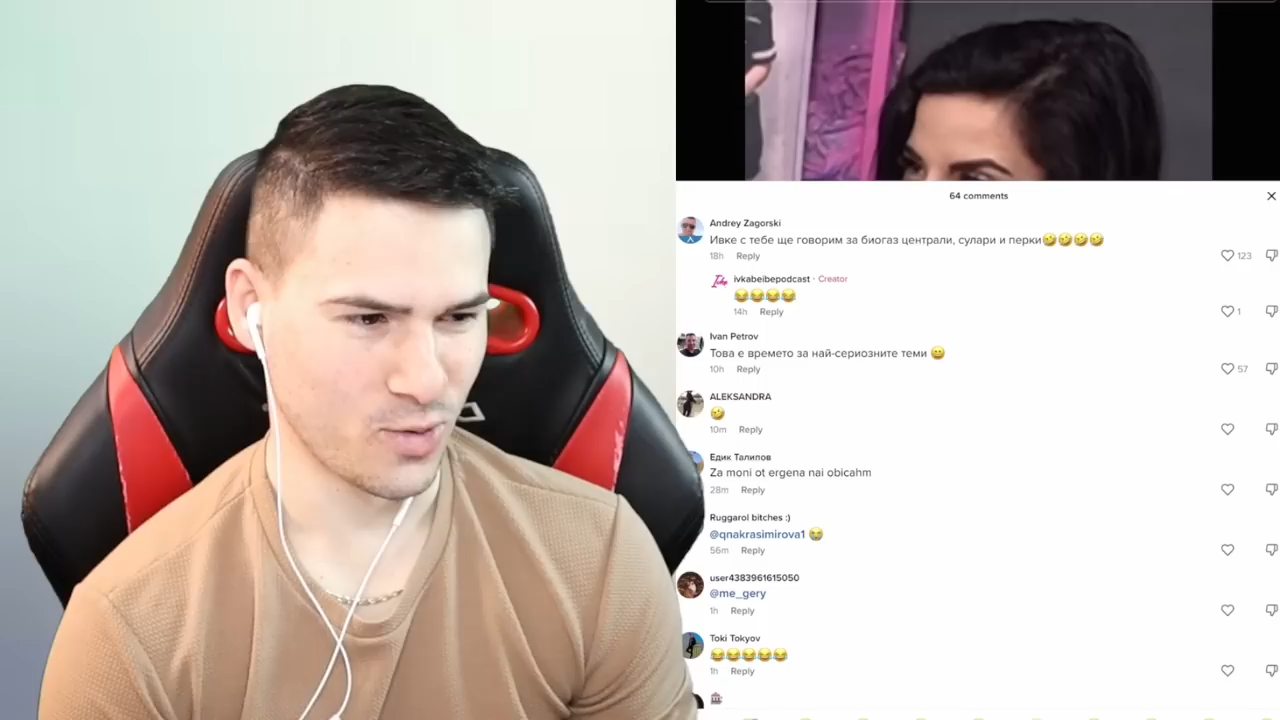 64 comments
Andrey Zagorski
Ивке с тебе ще говорим за биогаз централи, сулари и перки🤣🤣🤣🤣
18h Reply 123
ivkabeibepodcast · Creator
😂😂😂😂
14h Reply 1
Ivan Petrov
Това е времето за най-сериозните теми 😄
10h Reply 57
ALEKSANDRA
🤣
10m Reply
Едик Талипов
Za moni ot ergena nai obicahm
28m Reply
Ruggarol bitches :)
@qnakrasimirova1 😭
56m Reply
user4383961615050
@me_gery
1h Reply
Toki Tokyov
😂😂😂😂😂
1h Reply